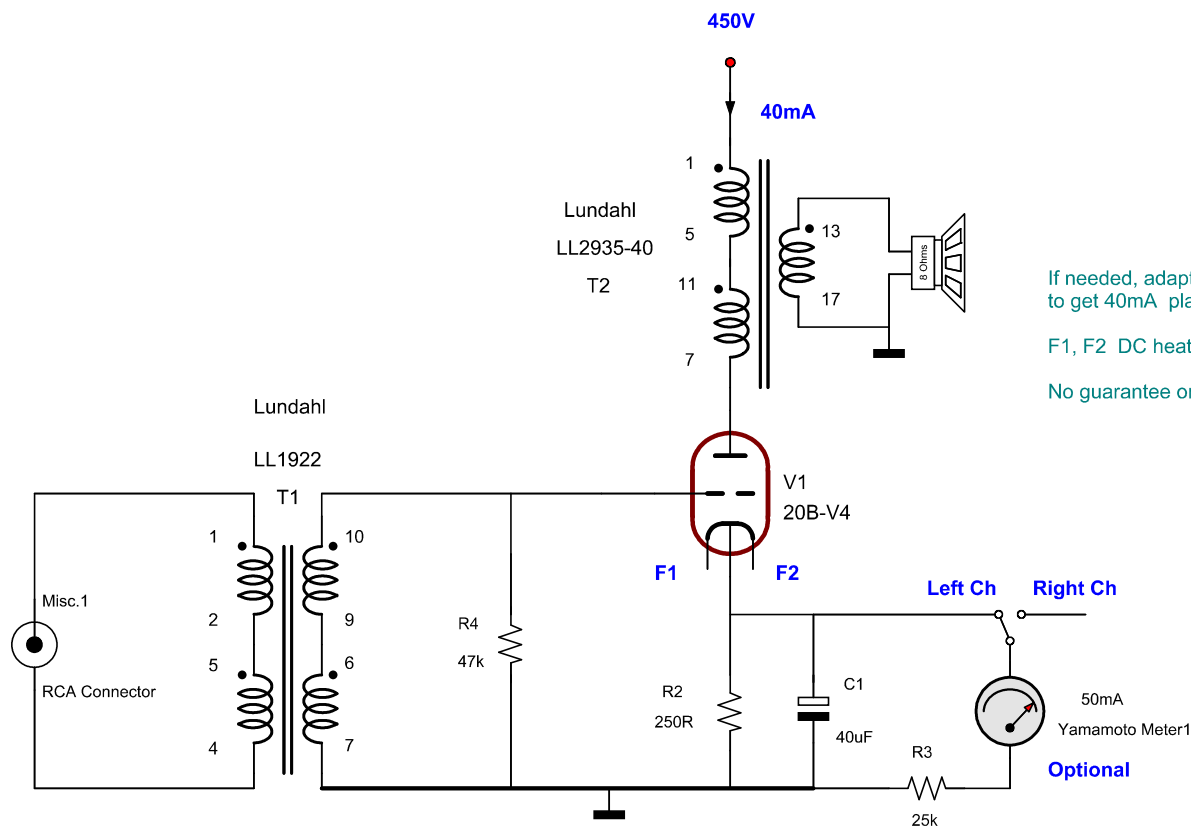 450V
40mA
1
Lundahl
LL2935-40
T2
5
13
11
17
7
8 Ohms
If needed, adapt
to get 40mA pla
F1, F2 DC heat
No guarantee or
Lundahl
LL1922
T1
V1
20B-V4
1
10
F1
F2
Left Ch
Right Ch
Misc.1
2
9
R4
47k
5
6
RCA Connector
R2
250R
C1
40uF
50mA
Yamamoto Meter1
4
7
R3
25k
Optional